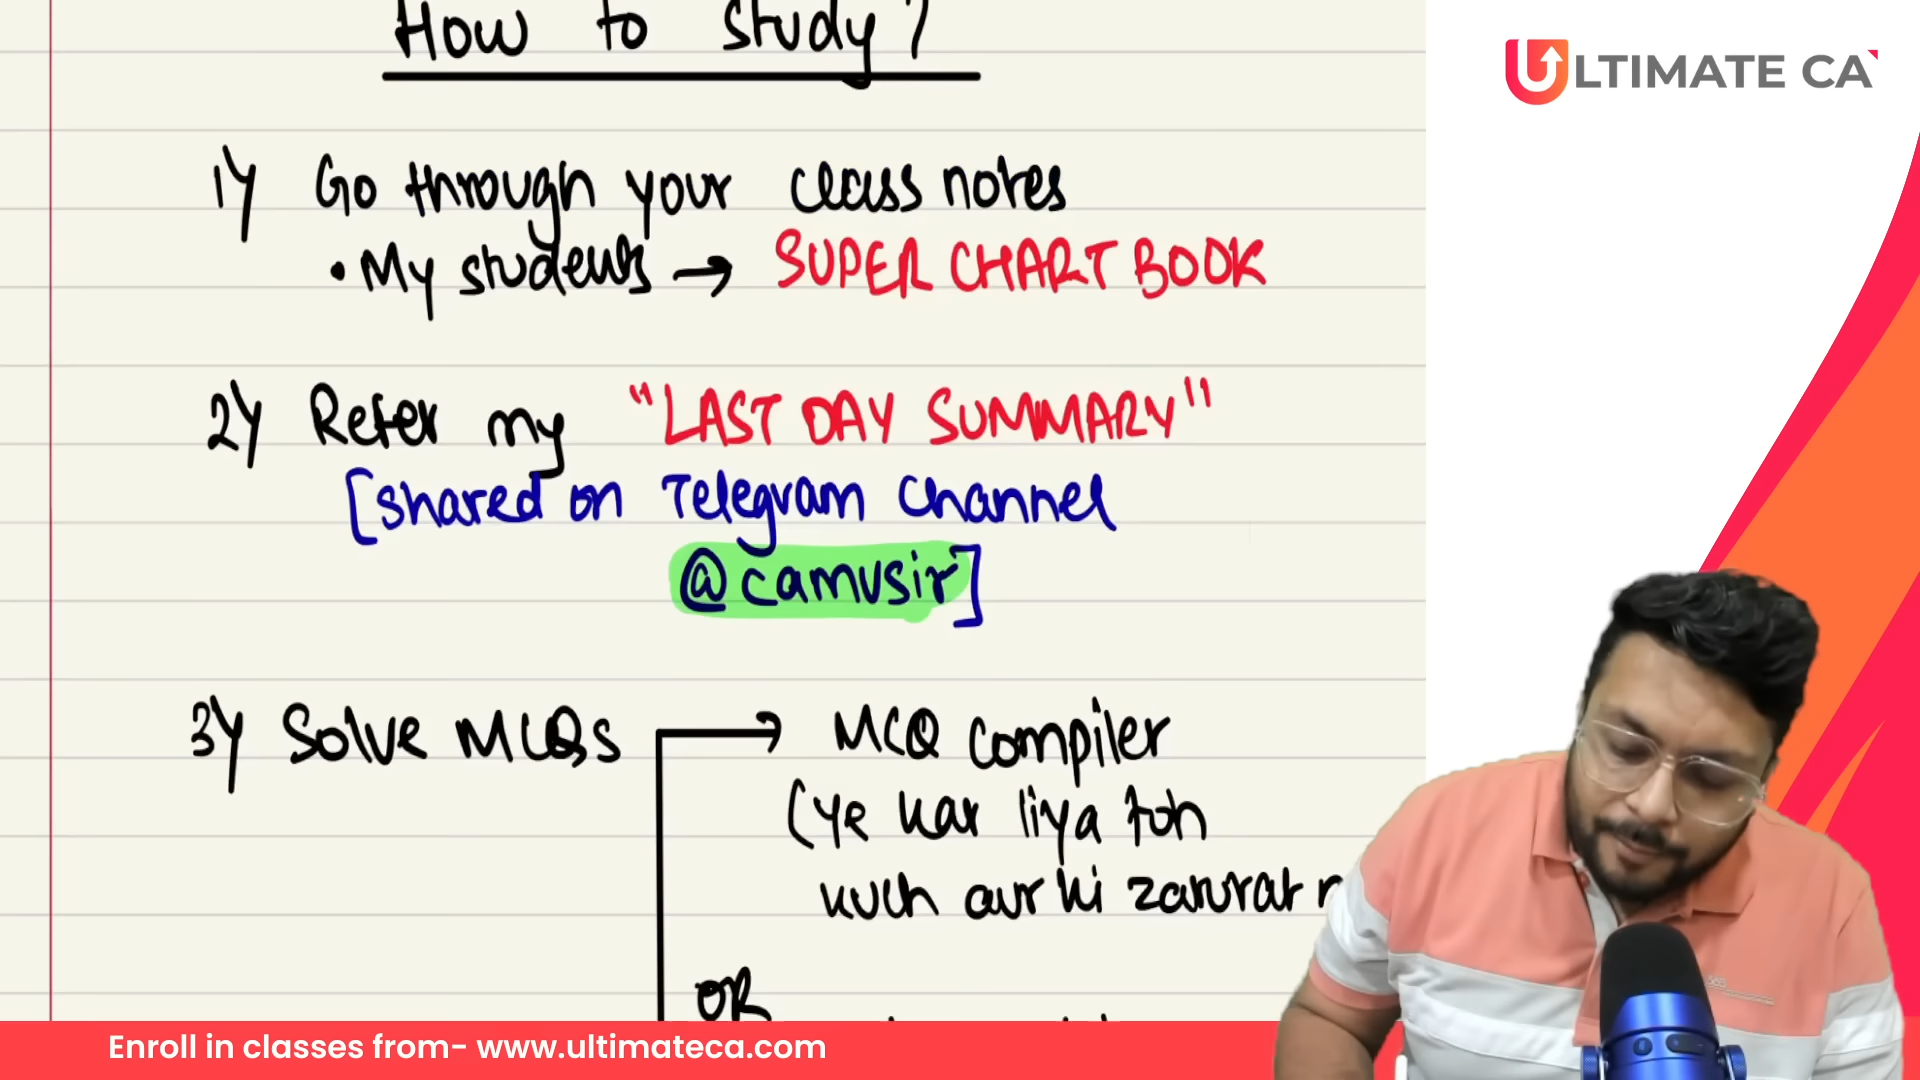 How to study?
ULTIMATE CA
1) Go through your class notes
• My students → SUPER CHART BOOK
2) Refer my "LAST DAY SUMMARY"
[shared on Telegram channel
@camvsir]
3) Solve MCQs → MCQ compiler
(ye kar liya toh
kuch aur ki zarurat
OR
Enroll in classes from- www.ultimateca.com